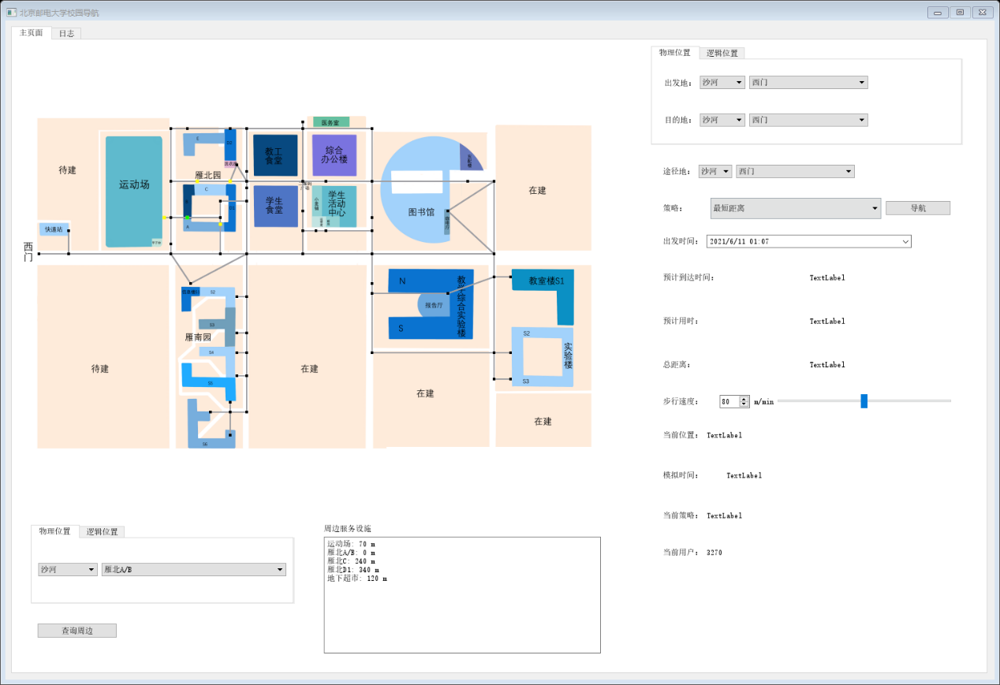 北京邮电大学校园导航
主页面 日志
物理位置 逻辑位置
出发地： 沙河 西门
目的地： 沙河 西门
途径地： 沙河 西门
策略： 最短距离 导航
出发时间： 2021/6/11 01:07
预计到达时间： TextLabel
预计用时： TextLabel
总距离： TextLabel
步行速度： 80 m/min
当前位置： TextLabel
模拟时间： TextLabel
当前策略： TextLabel
当前用户： 3270
医务室
待建
运动场
E
D2
雁北园
C
D1
A
教工
食堂
综合
办公楼
学生
食堂
学生
活动
中心
图书馆
在建
快递站
西
门
待建
S2
S3
雁南园
S4
S5
S6
在建
N
S
报告厅
教学综合实验楼
教室楼S1
S2
实验楼
S3
在建
在建
物理位置 逻辑位置
沙河 雁北A/B
查询周边
周边服务设施
运动场: 70 m
雁北A/B: 0 m
雁北C: 240 m
雁北D1: 340 m
地下超市: 120 m